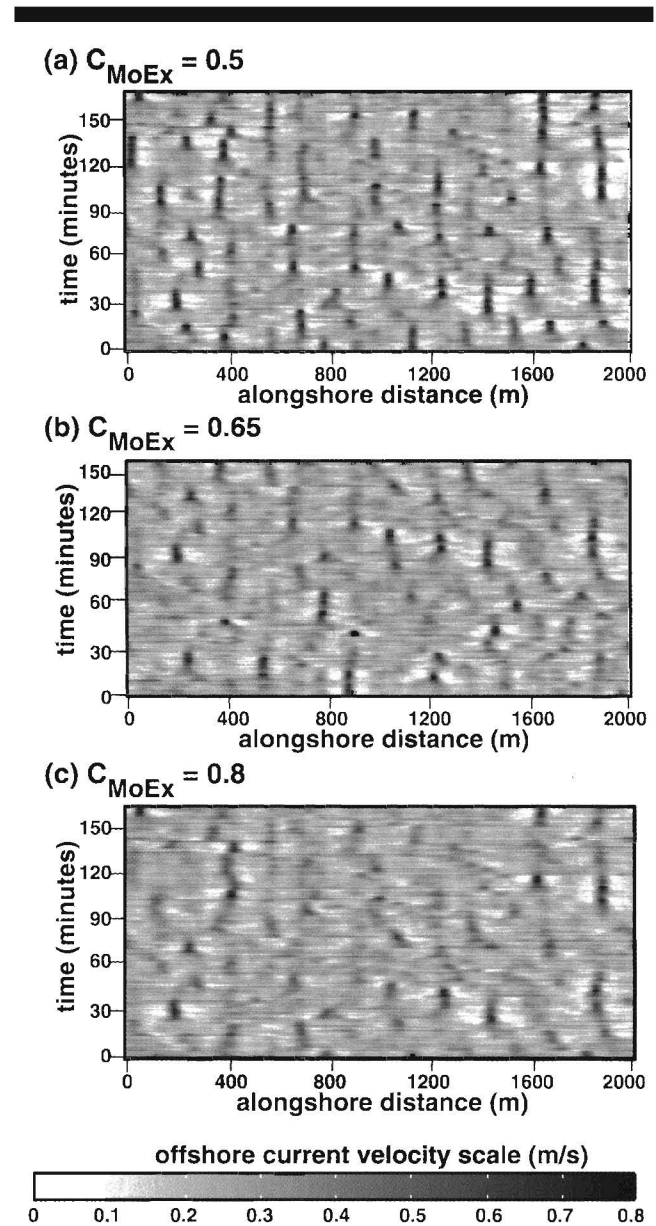 (a) C_MoEx = 0.5
150
120
90
60
30
0
time (minutes)
0 400 800 1200 1600 2000
alongshore distance (m)
(b) C_MoEx = 0.65
150
120
90
60
30
0
time (minutes)
0 400 800 1200 1600 2000
alongshore distance (m)
(c) C_MoEx = 0.8
150
120
90
60
30
0
time (minutes)
0 400 800 1200 1600 2000
alongshore distance (m)
offshore current velocity scale (m/s)
0 0.1 0.2 0.3 0.4 0.5 0.6 0.7 0.8